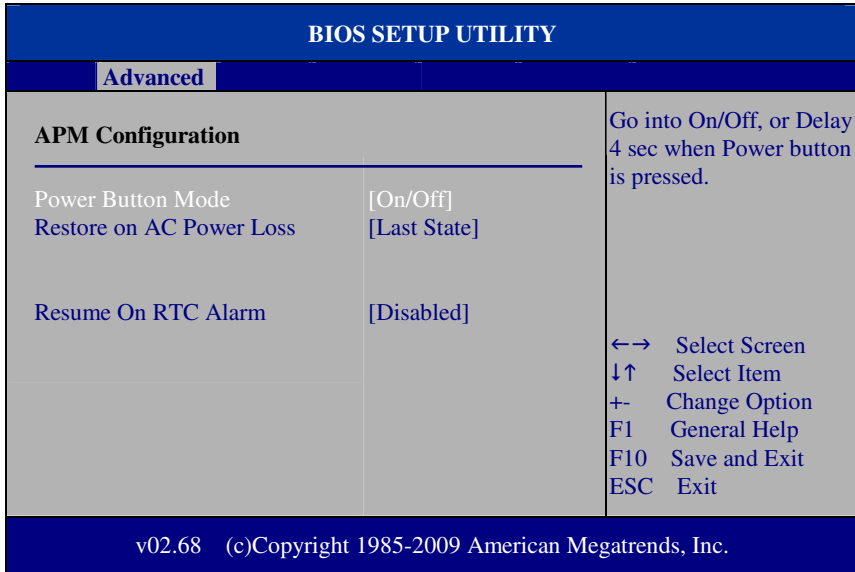 BIOS SETUP UTILITY
Advanced
APM Configuration
Power Button Mode [On/Off]
Restore on AC Power Loss [Last State]
Resume On RTC Alarm [Disabled]
Go into On/Off, or Delay
4 sec when Power button
is pressed.
←→ Select Screen
↓↑ Select Item
+- Change Option
F1 General Help
F10 Save and Exit
ESC Exit
v02.68 (c)Copyright 1985-2009 American Megatrends, Inc.